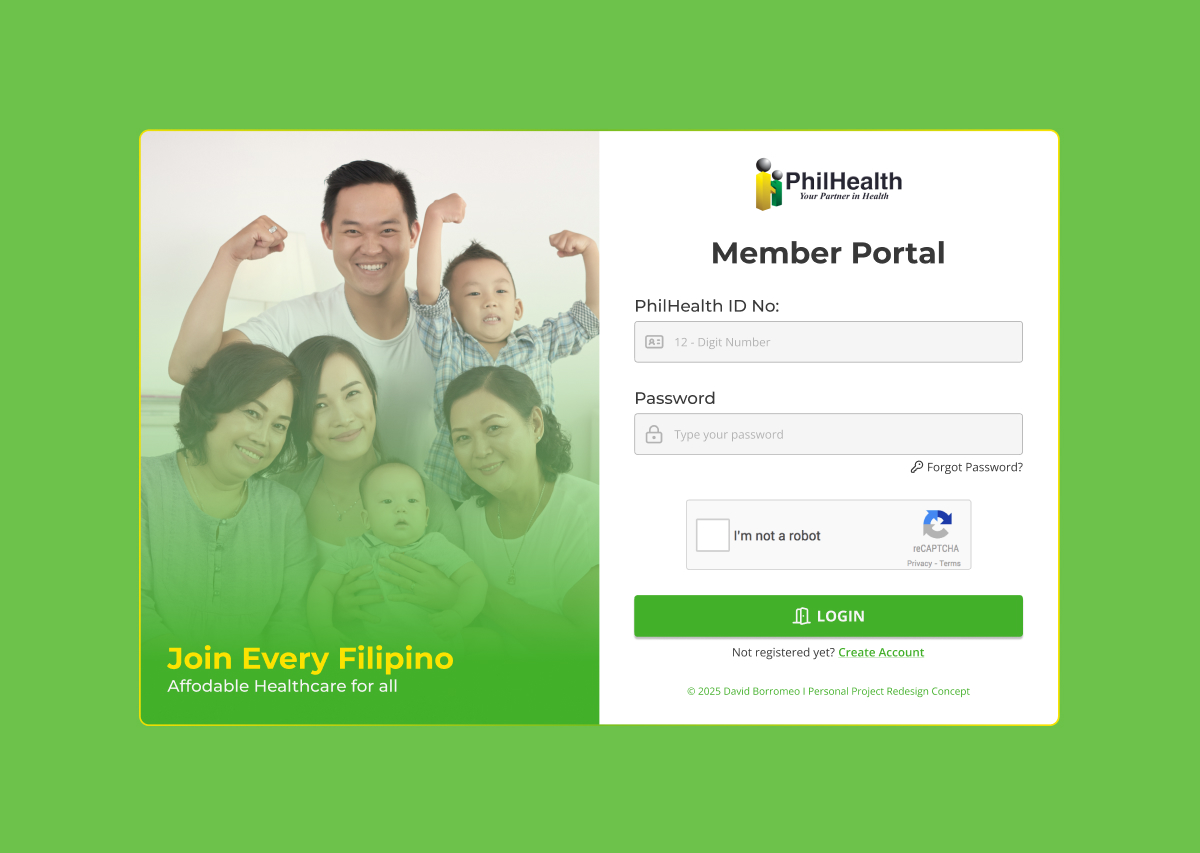 Join Every Filipino
Affodable Healthcare for all
PhilHealth
Your Partner in Health
Member Portal
PhilHealth ID No:
12 - Digit Number
Password
Type your password
Forgot Password?
I'm not a robot
reCAPTCHA
Privacy - Terms
LOGIN
Not registered yet? Create Account
© 2025 David Borromeo I Personal Project Redesign Concept